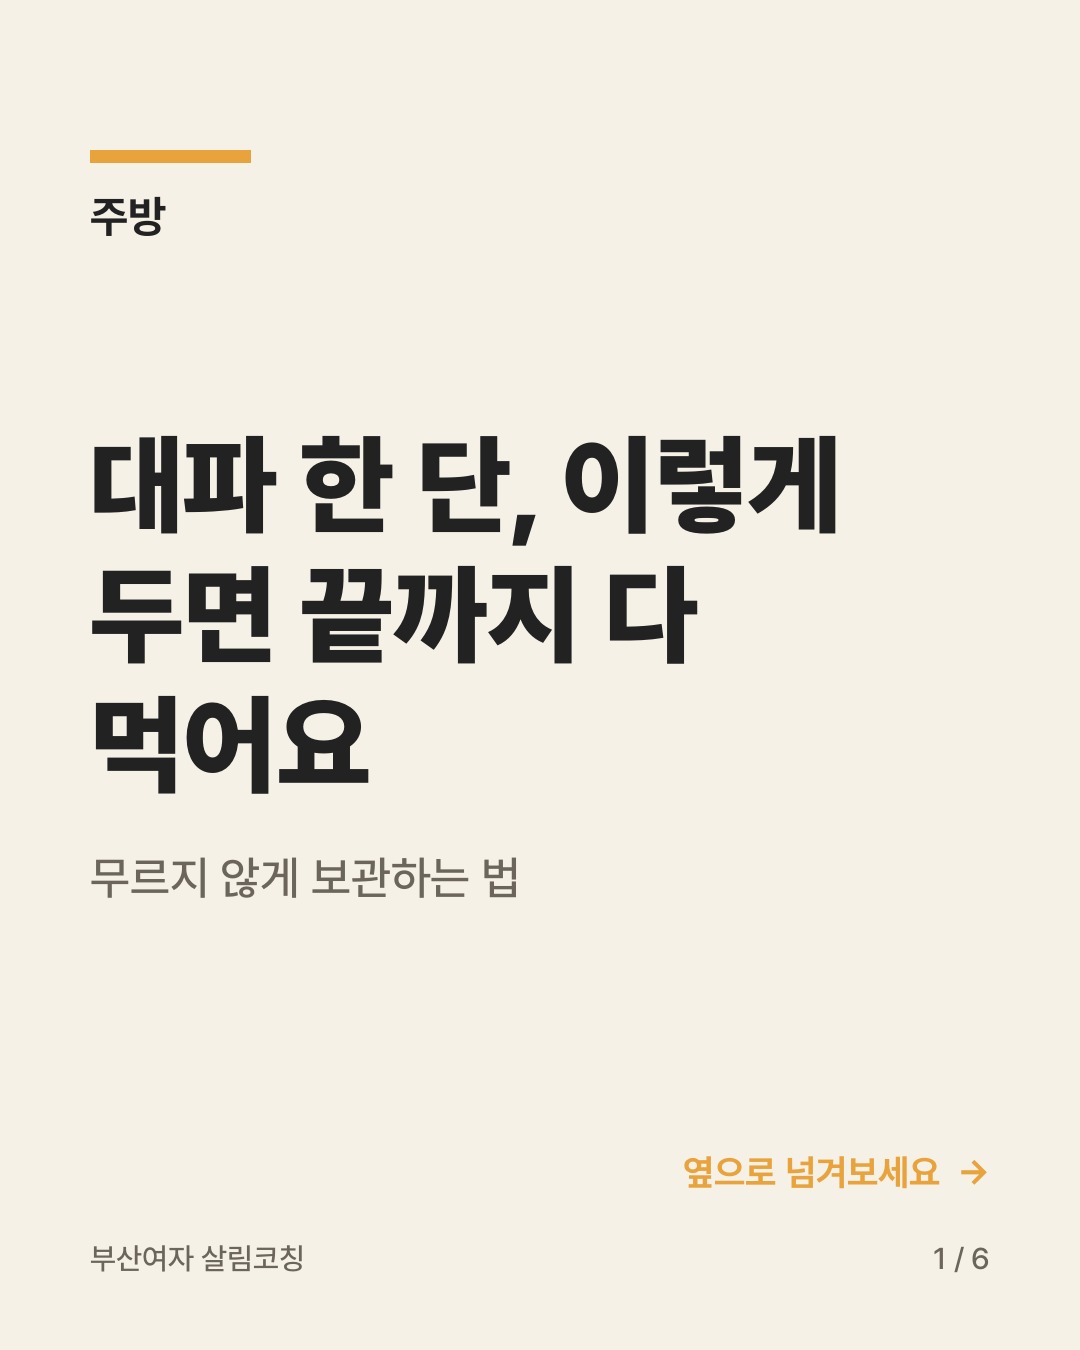 주방
대파 한 단, 이렇게
두면 끝까지 다
먹어요
무르지 않게 보관하는 법
옆으로 넘겨보세요 →
부산여자 살림코칭
1 / 6